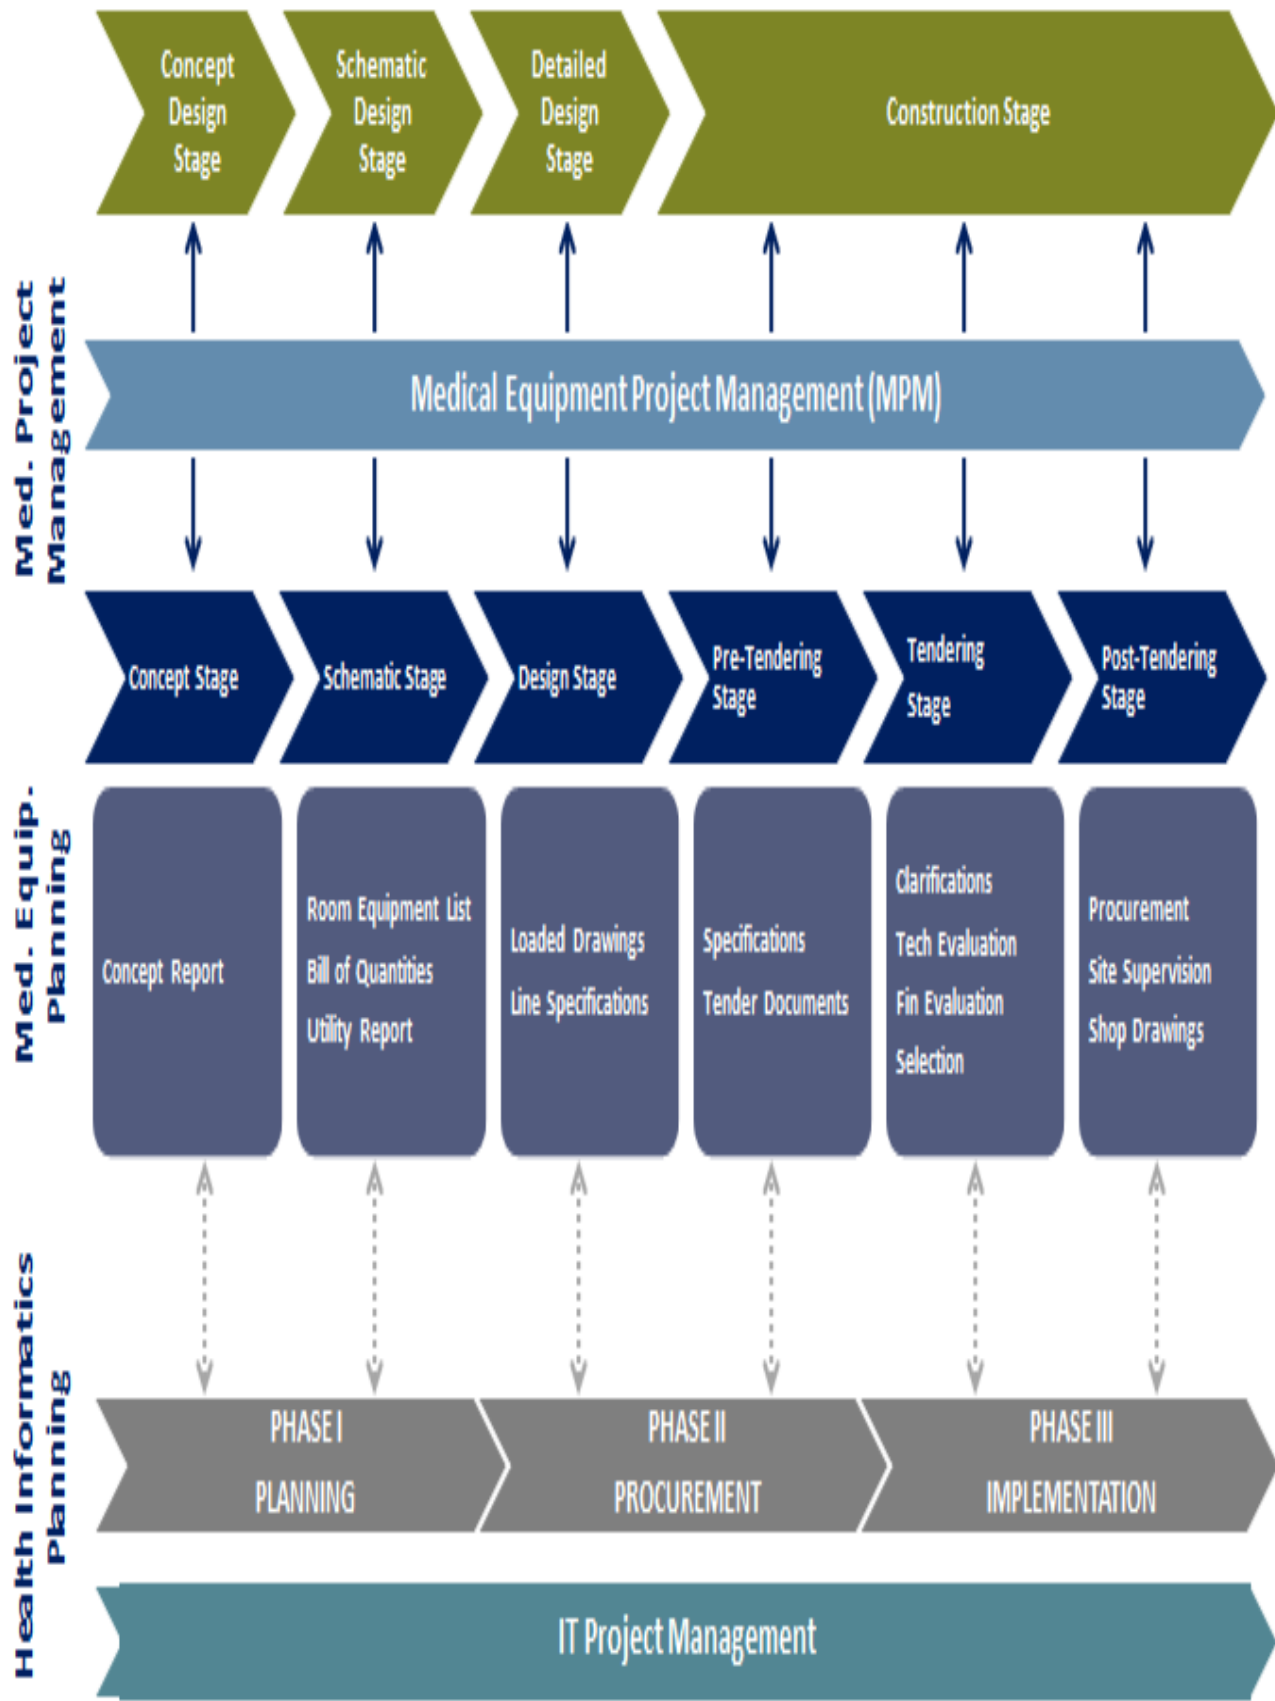 Concept
Design
Stage
Schematic
Design
Stage
Detailed
Design
Stage
Construction Stage
Med. Project
Management
Medical Equipment Project Management (MPM)
Concept Stage
Schematic Stage
Design Stage
Pre-Tendering
Stage
Tendering
Stage
Post-Tendering
Stage
Med. Equip.
Planning
Concept Report
Room Equipment List
Bill of Quantities
Utility Report
Loaded Drawings
Line Specifications
Specifications
Tender Documents
Clarifications
Tech Evaluation
Fin Evaluation
Selection
Procurement
Site Supervision
Shop Drawings
Health Informatics
Planning
PHASE I
PLANNING
PHASE II
PROCUREMENT
PHASE III
IMPLEMENTATION
IT Project Management